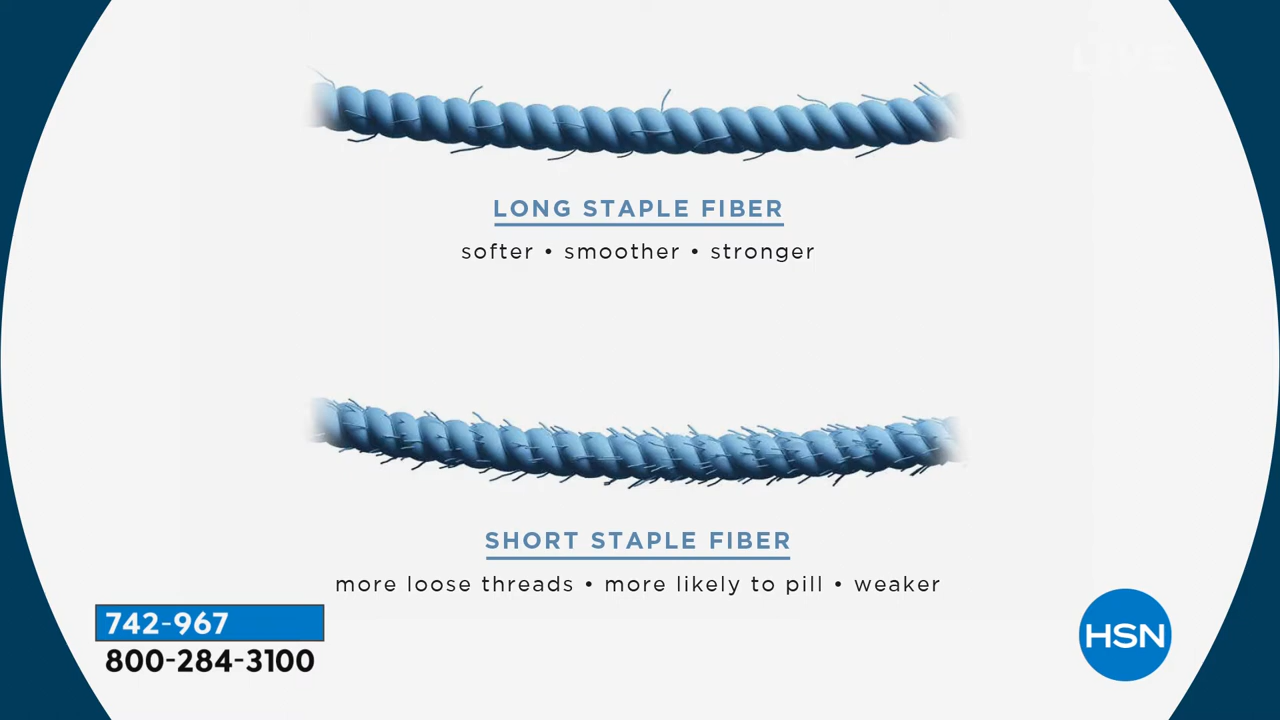 LONG STAPLE FIBER
softer • smoother • stronger
SHORT STAPLE FIBER
more loose threads • more likely to pill • weaker
742-967
800-284-3100
HSN